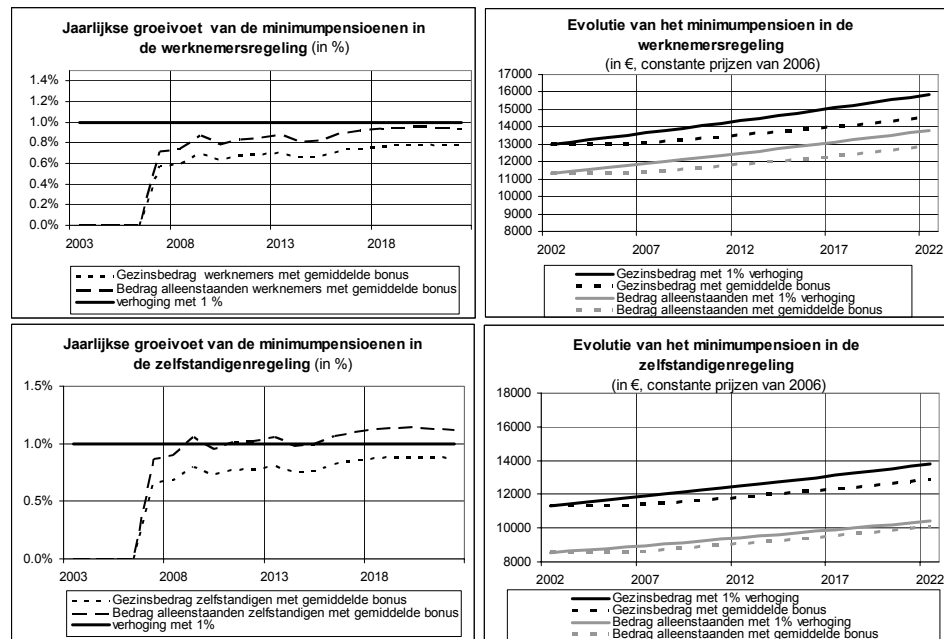 Jaarlijkse groeivoet van de minimumpensioenen in
de werknemersregeling (in %)
1.4%
1.2%
1.0%
0.8%
0.6%
0.4%
0.2%
0.0%
2003 2008 2013 2018
Gezinsbedrag werknemers met gemiddelde bonus
Bedrag alleenstaanden werknemers met gemiddelde bonus
verhoging met 1 %
Evolutie van het minimumpensioen in de
werknemersregeling
(in €, constante prijzen van 2006)
17000
16000
15000
14000
13000
12000
11000
10000
9000
8000
2002 2007 2012 2017 2022
Gezinsbedrag met 1% verhoging
Gezinsbedrag met gemiddelde bonus
Bedrag alleenstaanden met 1% verhoging
Bedrag alleenstaanden met gemiddelde bonus
Jaarlijkse groeivoet van de minimumpensioenen in
de zelfstandigenregeling (in %)
1.5%
1.0%
0.5%
0.0%
2003 2008 2013 2018
Gezinsbedrag zelfstandigen met gemiddelde bonus
Bedrag alleenstaanden zelfstandigen met gemiddelde bonus
verhoging met 1%
Evolutie van het minimumpensioen in de
zelfstandigenregeling
(in €, constante prijzen van 2006)
18000
16000
14000
12000
10000
8000
2002 2007 2012 2017 2022
Gezinsbedrag met 1% verhoging
Gezinsbedrag met gemiddelde bonus
Bedrag alleenstaanden met 1% verhoging
Bedrag alleenstaanden met gemiddelde bonus